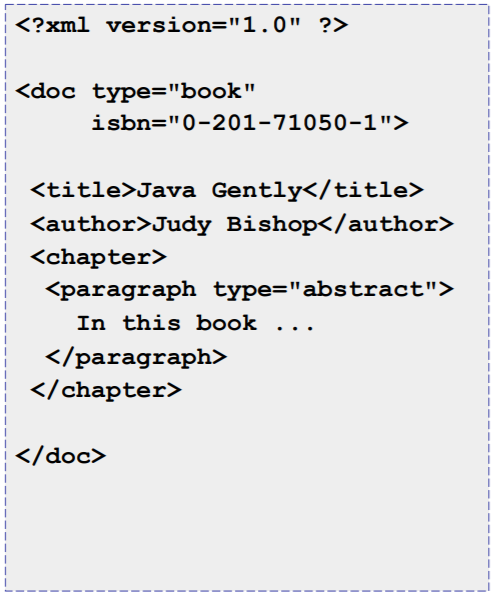 <?xml version="1.0" ?>
<doc type="book"
isbn="0-201-71050-1">
<title>Java Gently</title>
<author>Judy Bishop</author>
<chapter>
<paragraph type="abstract">
In this book ...
</paragraph>
</chapter>
</doc>